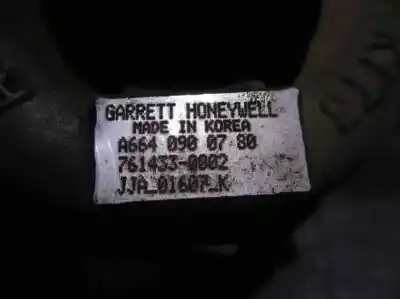 GARRETT HONEYWELL
MADE IN KOREA
A664 090 07 80
761433-0002
JJA_01607_K